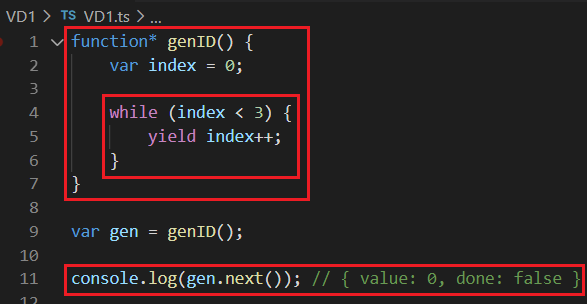 VD1 > TS VD1.ts > ...
1 function* genID() {
2 var index = 0;
3
4 while (index < 3) {
5 yield index++;
6 }
7 }
8
9 var gen = genID();
10
11 console.log(gen.next()); // { value: 0, done: false }
12